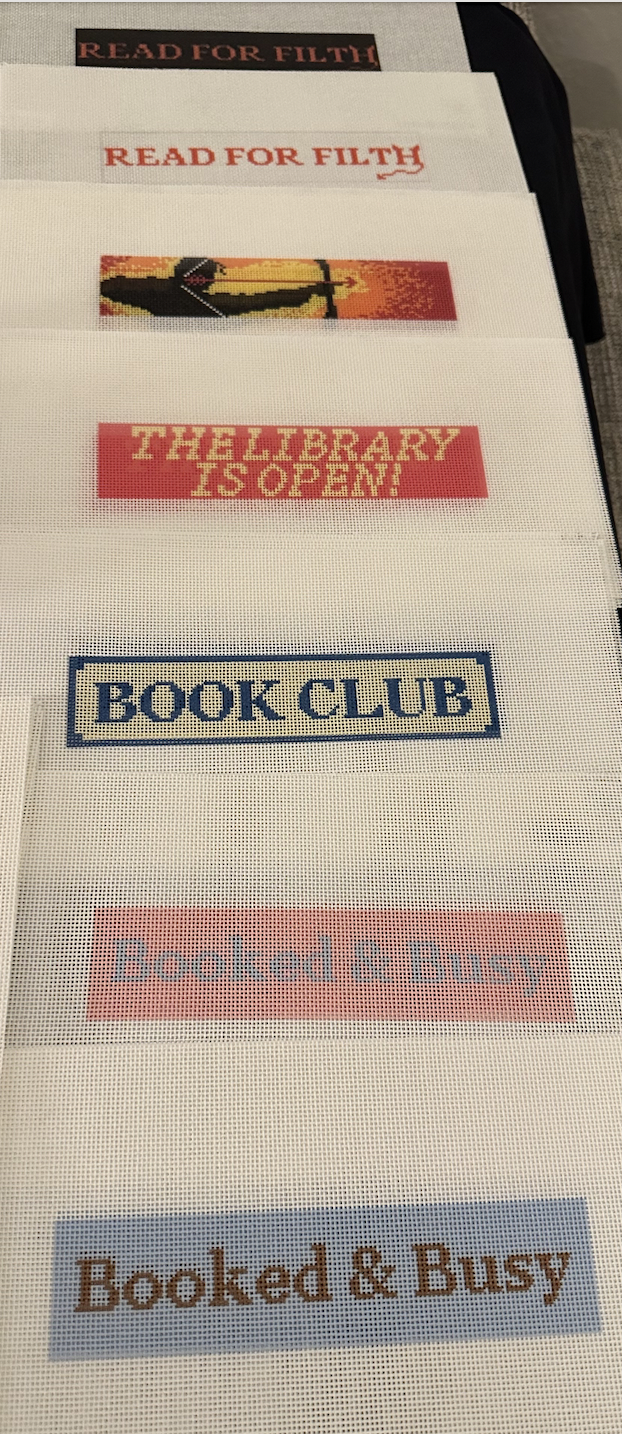 READ FOR FILTH
READ FOR FILTH
THE LIBRARY
IS OPEN!
BOOK CLUB
Booked & Busy
Booked & Busy